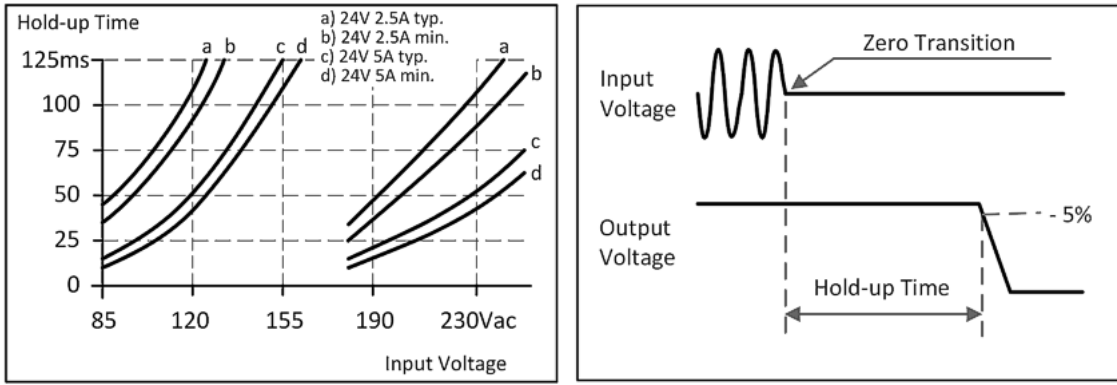 Hold-up Time
a) 24V 2.5A typ.
b) 24V 2.5A min.
c) 24V 5A typ.
d) 24V 5A min.
a b c d a
125ms
b
100
75
c
50
d
25
0
85 120 155 190 230Vac
Input Voltage
Zero Transition
Input
Voltage
Output
Voltage
- 5%
Hold-up Time